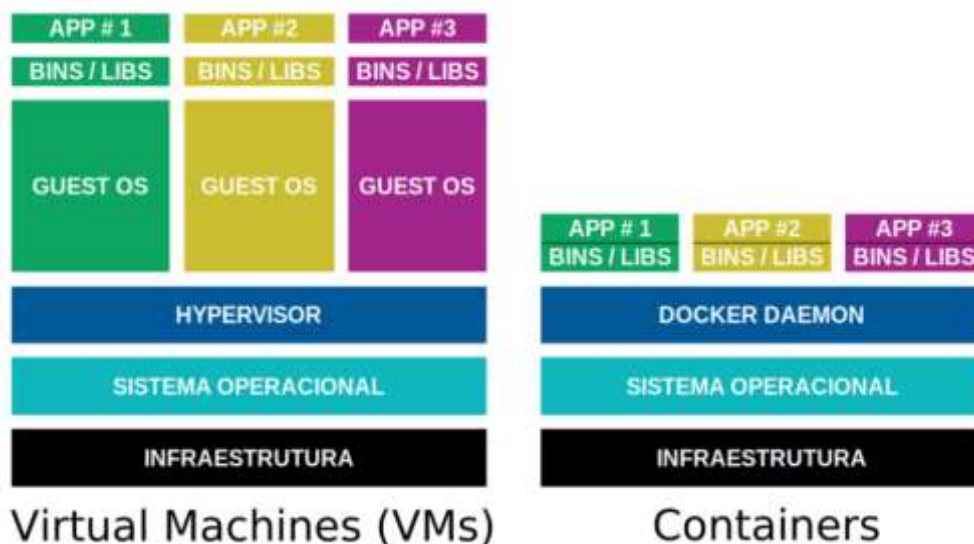 APP # 1
APP #2
APP #3
BINS / LIBS
BINS / LIBS
BINS / LIBS
GUEST OS
GUEST OS
GUEST OS
HYPERVISOR
SISTEMA OPERACIONAL
INFRAESTRUTURA
Virtual Machines (VMs)
APP # 1
APP #2
APP #3
BINS / LIBS
BINS / LIBS
BINS / LIBS
DOCKER DAEMON
SISTEMA OPERACIONAL
INFRAESTRUTURA
Containers